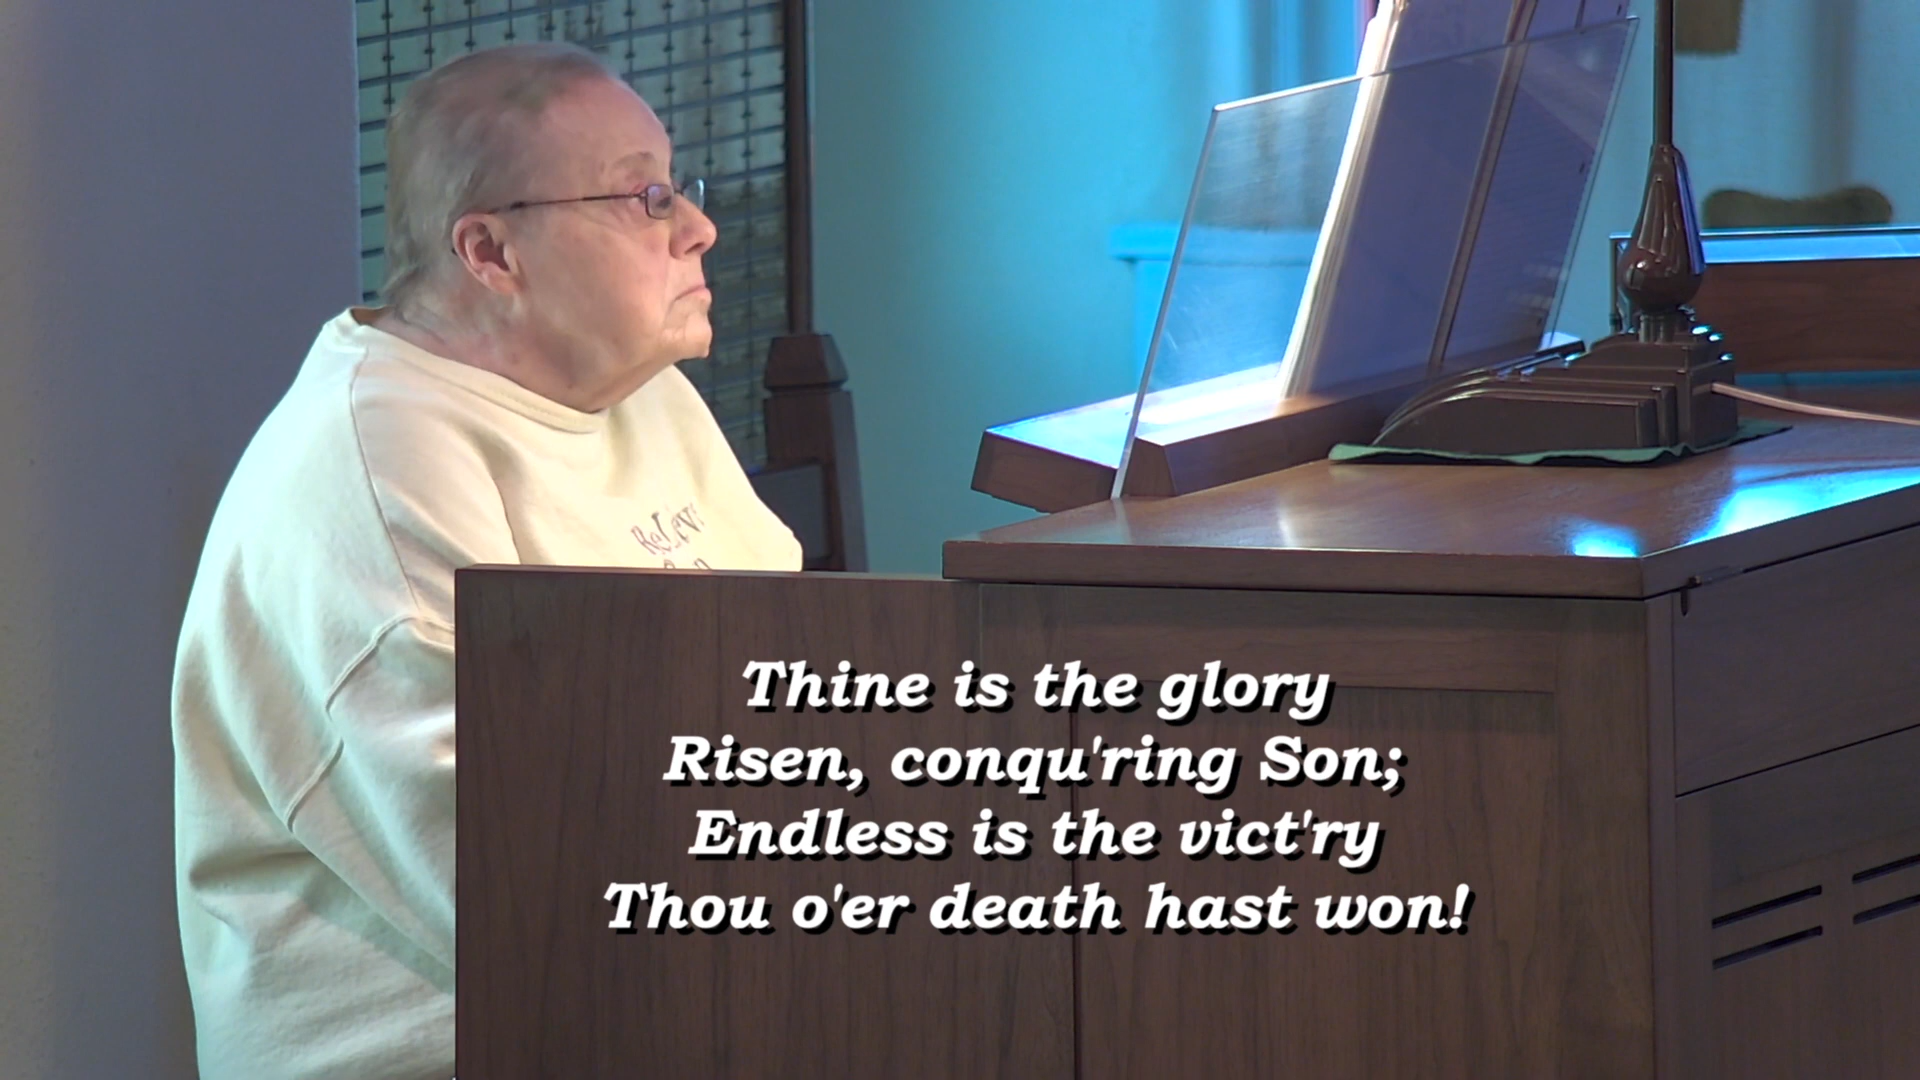 Thine is the glory
Risen, conqu'ring Son;
Endless is the vict'ry
Thou o'er death hast won!